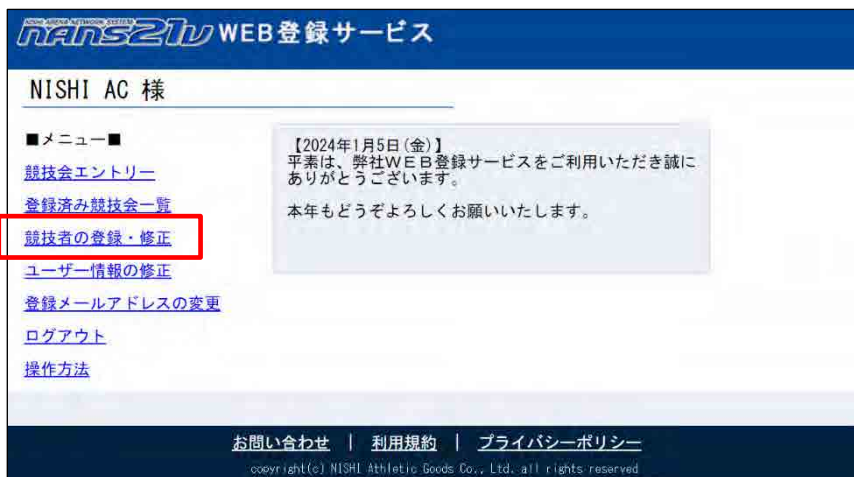 NISHI ARENA NETWORK SYSTEM
nans21V WEB登録サービス
NISHI AC 様
■メニュー■
競技会エントリー
登録済み競技会一覧
競技者の登録・修正
ユーザー情報の修正
登録メールアドレスの変更
ログアウト
操作方法
【2024年1月5日(金)】
平素は、弊社ＷＥＢ登録サービスをご利用いただき誠に
ありがとうございます。
本年もどうぞよろしくお願いいたします。
お問い合わせ | 利用規約 | プライバシーポリシー
copyright(c) NISHI Athletic Goods Co., Ltd. all rights reserved